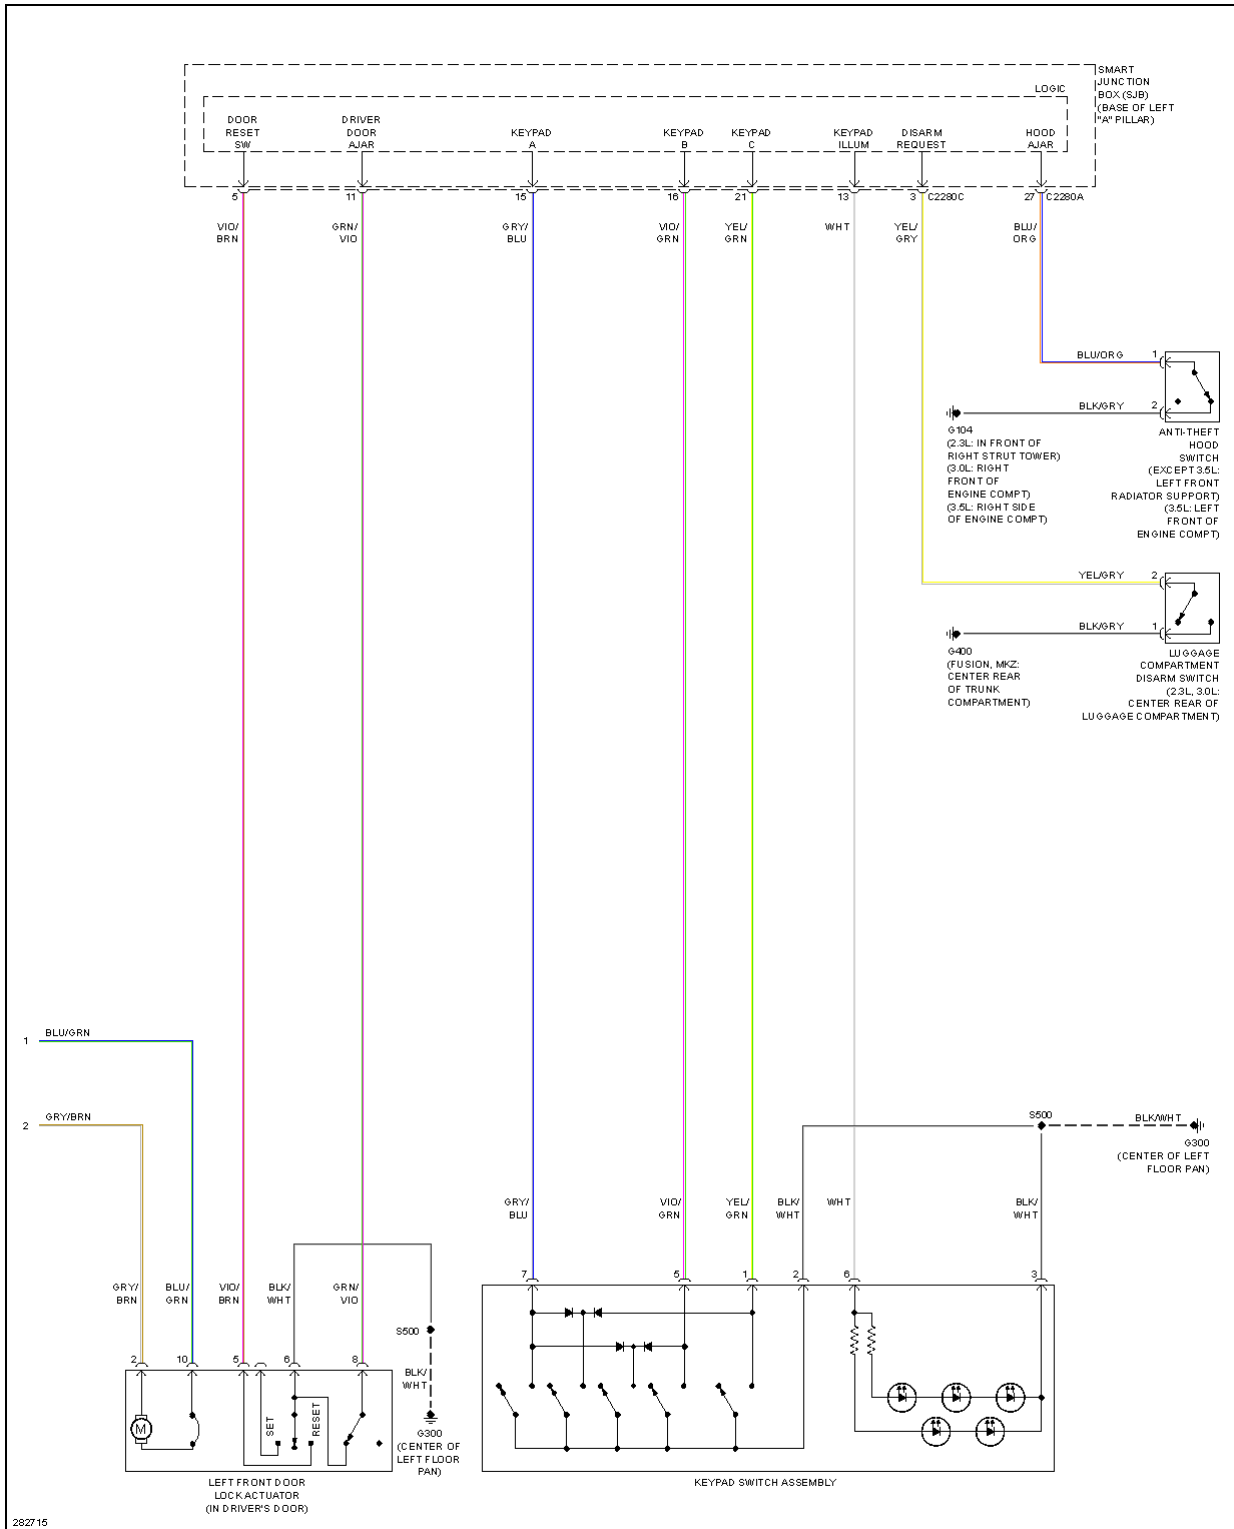 SMART
JUNCTION
BOX (SJB)
(BASE OF LEFT
"A" PILLAR)
LOGIC
DOOR
RESET
SW
DRIVER
DOOR
AJAR
KEYPAD
A
KEYPAD
B
KEYPAD
C
KEYPAD
ILLUM
DISARM
REQUEST
HOOD
AJAR
5
11
15
16
21
13
3
C2280C
27
C2280A
VIO/
BRN
GRN/
VIO
GRY/
BLU
VIO/
GRN
YEL/
GRN
WHT
YEL/
GRY
BLU/
ORG
BLU/ORG
1
BLK/GRY
2
G104
(2.3L: IN FRONT OF
RIGHT STRUT TOWER)
(3.0L: RIGHT
FRONT OF
ENGINE COMPT)
(3.5L: RIGHT SIDE
OF ENGINE COMPT)
ANTI-THEFT
HOOD
SWITCH
(EXCEPT 3.5L:
LEFT FRONT
RADIATOR SUPPORT)
(3.5L: LEFT
FRONT OF
ENGINE COMPT)
YEL/GRY
2
BLK/GRY
1
G400
(FUSION, MKZ:
CENTER REAR
OF TRUNK
COMPARTMENT)
LUGGAGE
COMPARTMENT
DISARM SWITCH
(2.3L, 3.0L:
CENTER REAR OF
LUGGAGE COMPARTMENT)
1
BLU/GRN
2
GRY/BRN
S500
BLK/WHT
G300
(CENTER OF LEFT
FLOOR PAN)
GRY/
BLU
VIO/
GRN
YEL/
GRN
BLK/
WHT
WHT
BLK/
WHT
7
5
1
2
6
3
GRY/
BRN
BLU/
GRN
VIO/
BRN
BLK/
WHT
GRN/
VIO
S500
BLK/
WHT
G300
(CENTER OF
LEFT FLOOR
PAN)
2
10
5
6
8
M
SET
RESET
LEFT FRONT DOOR
LOCK ACTUATOR
(IN DRIVER'S DOOR)
KEYPAD SWITCH ASSEMBLY
282715